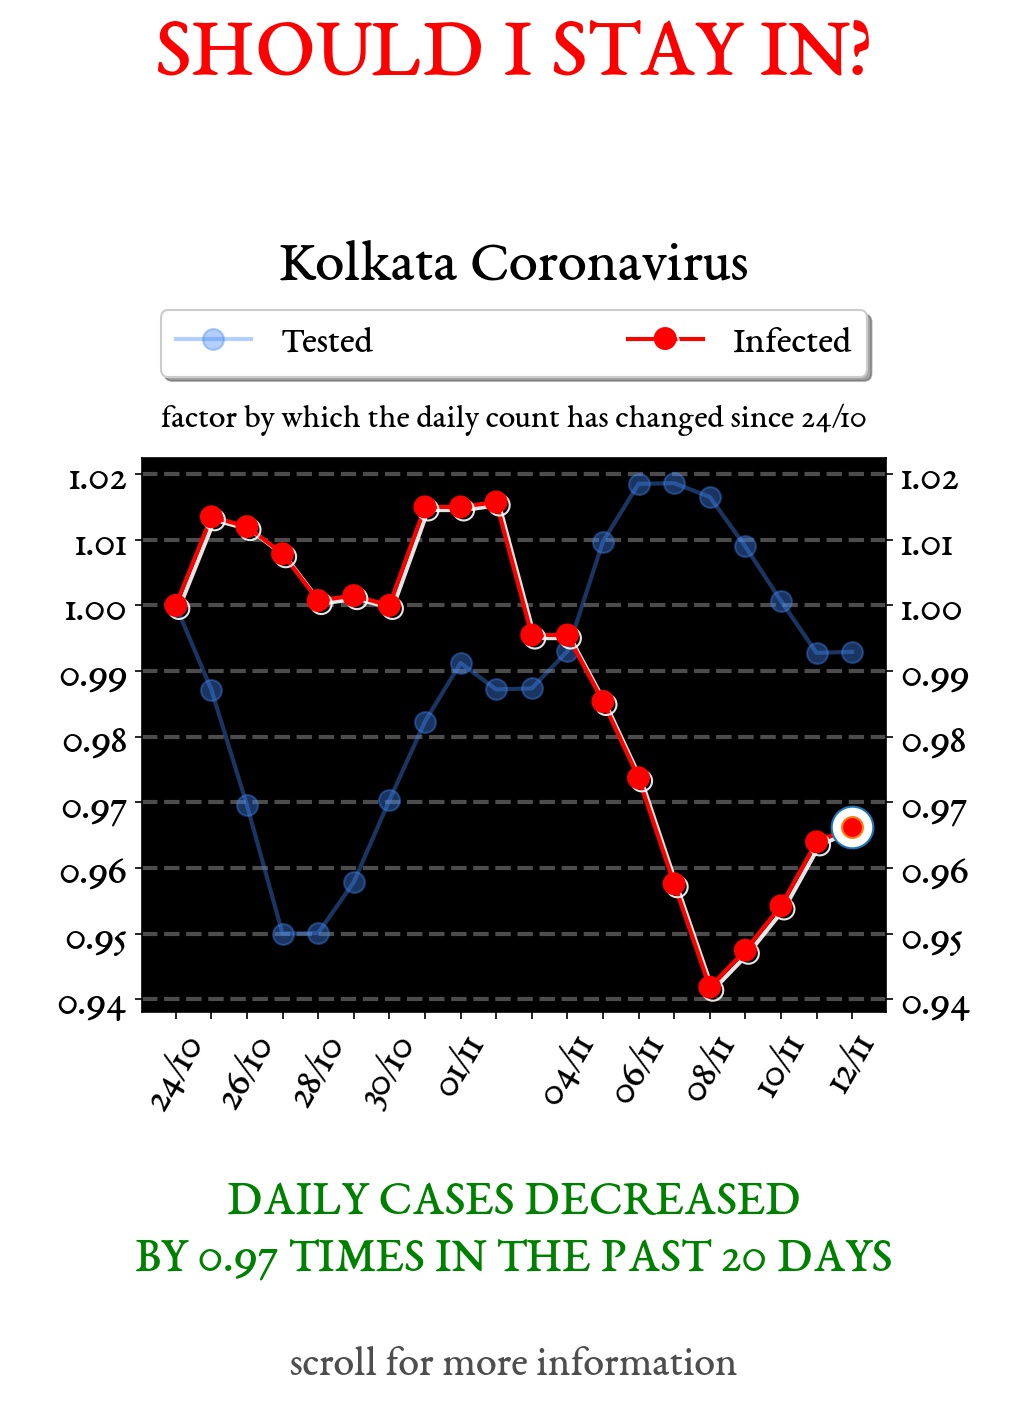 SHOULD I STAY IN?
Kolkata Coronavirus
Tested Infected
factor by which the daily count has changed since 24/10
1.02 1.02
1.01 1.01
1.00 1.00
0.99 0.99
0.98 0.98
0.97 0.97
0.96 0.96
0.95 0.95
0.94 0.94
24/10 26/10 28/10 30/10 01/11 04/11 06/11 08/11 10/11 12/11
DAILY CASES DECREASED
BY 0.97 TIMES IN THE PAST 20 DAYS
scroll for more information